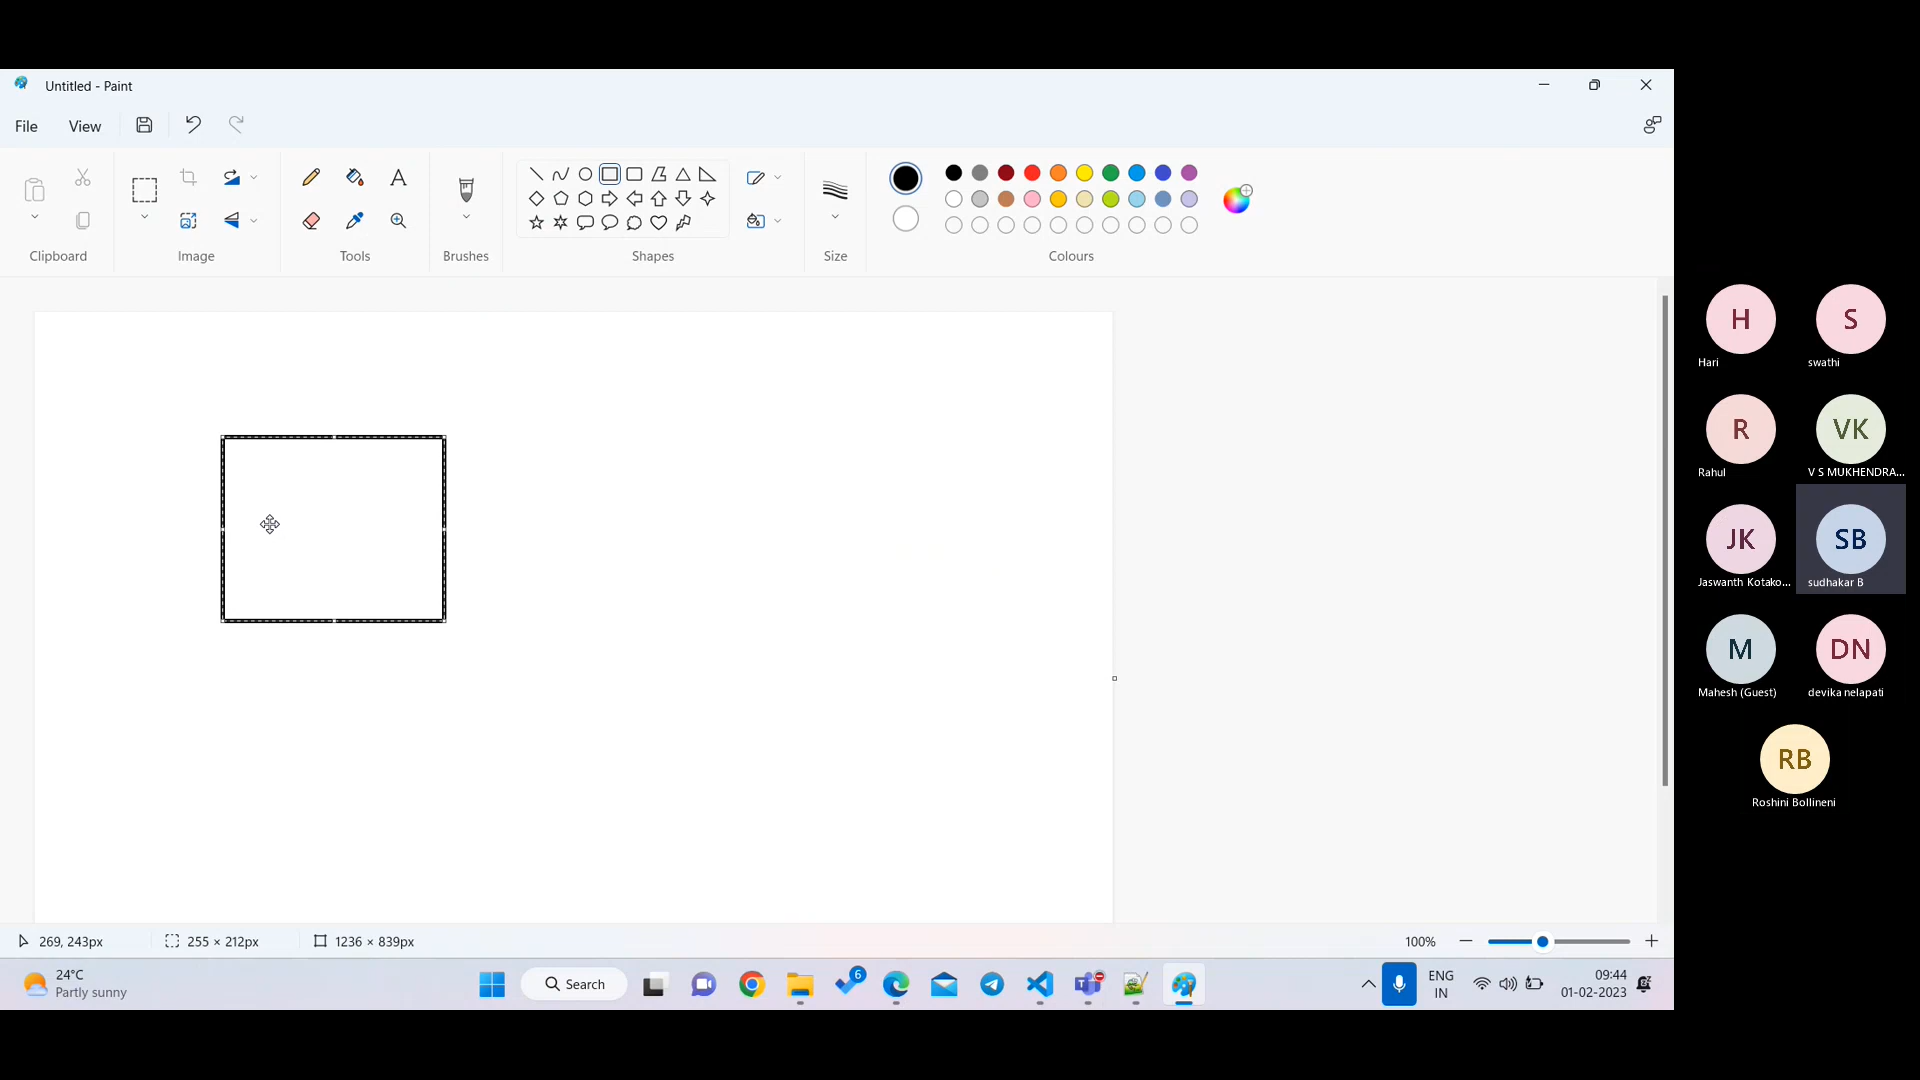 Untitled - Paint
File View
Clipboard
Image
Tools
Brushes
Shapes
Size
Colours
H
Hari
S
swathi
R
Rahul
VK
V S MUKHENDRA...
JK
Jaswanth Kotako...
SB
sudhakar B
M
Mahesh (Guest)
DN
devika nelapati
RB
Roshini Bollineni
269, 243px
255 × 212px
1236 × 839px
100%
24°C
Partly sunny
Search
6
ENG
IN
09:44
01-02-2023